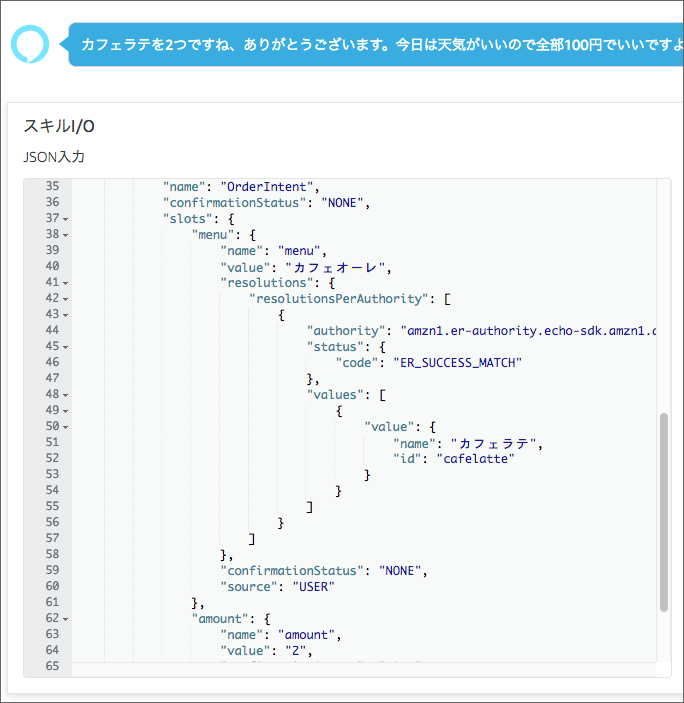 カフェラテを2つですね、ありがとうございます。今日は天気がいいので全部100円でいいですよ
スキルI/O
JSON入力
35 "name": "OrderIntent",
36 "confirmationStatus": "NONE",
37 "slots": {
38 "menu": {
39 "name": "menu",
40 "value": "カフェオーレ",
41 "resolutions": {
42 "resolutionsPerAuthority": [
43 {
44 "authority": "amzn1.er-authority.echo-sdk.amzn1.
45 "status": {
46 "code": "ER_SUCCESS_MATCH"
47 },
48 "values": [
49 {
50 "value": {
51 "name": "カフェラテ",
52 "id": "cafelatte"
53 }
54 }
55 ]
56 }
57 ]
58 },
59 "confirmationStatus": "NONE",
60 "source": "USER"
61 },
62 "amount": {
63 "name": "amount",
64 "value": "2",
65